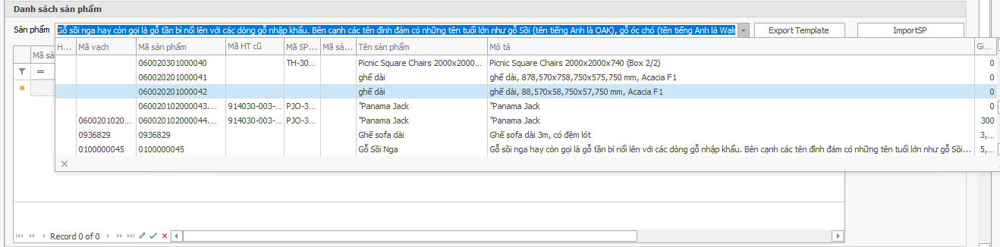 Danh sách sản phẩm
Sản phẩm Gỗ sồi nga hay còn gọi là gỗ tần bì nổi lên với các dòng gỗ nhập khẩu. Bên cạnh các tên đình đám có những tên tuổi lớn như gỗ Sồi (tên tiếng Anh là OAK), gỗ óc chó (tên tiếng Anh là Waln Export Template ImportSP
Mã sả
H... Mã vạch Mã sản phẩm Mã HT cũ Mã SP... Mã sả... Tên sản phẩm Mô tả Gi...
=
060020301000040 TH-30... Picnic Square Chairs 2000x2000... Picnic Square Chairs 2000x2000x740 (Box 2/2) 0
060020201000041 ghế dài ghế dài, 878,570x758,750x575,750 mm, Acacia F1 0
060020201000042 ghế dài ghế dài, 88,570x58,750x57,750 mm, Acacia F1 0
060020102000043.... 914030-003-... PJO-3... "Panama Jack "Panama Jack 0
0600201020... 060020102000044.... 914030-003-... PJO-3... "Panama Jack "Panama Jack 300
0936829 0936829 Ghế sofa dài Ghế sofa dài 3m, có đệm lót 3,...
0100000045 0100000045 Gỗ Sồi Nga Gỗ sồi nga hay còn gọi là gỗ tần bì nổi lên với các dòng gỗ nhập khẩu. Bên cạnh các tên đình đám có những tên tuổi lớn như gỗ Sồi... 5,...
Record 0 of 0